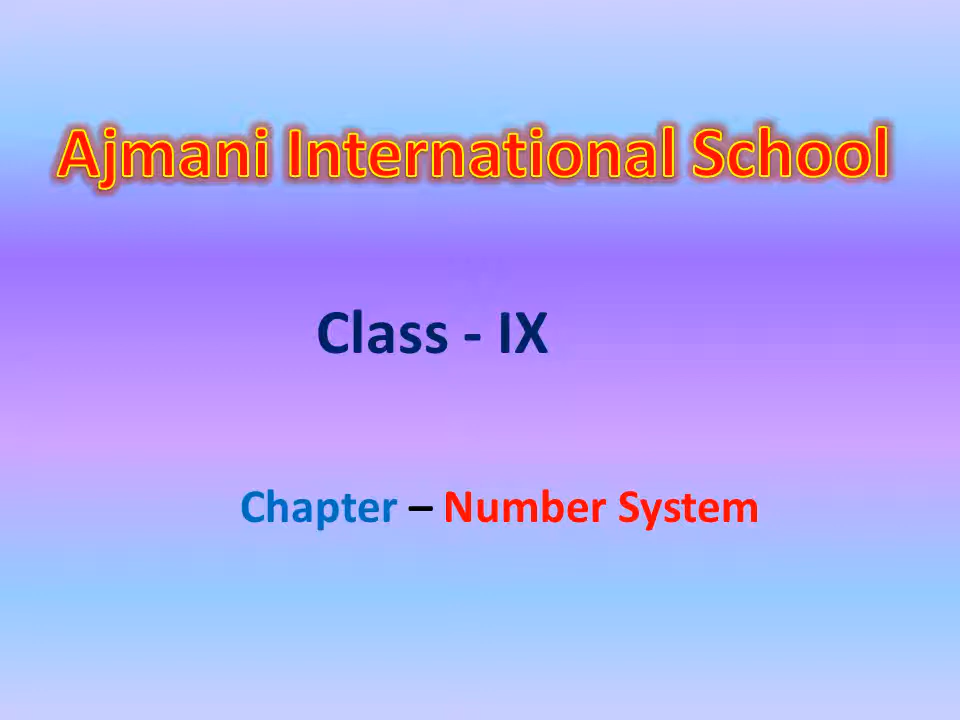 Ajmani International School
Class - IX
Chapter – Number System